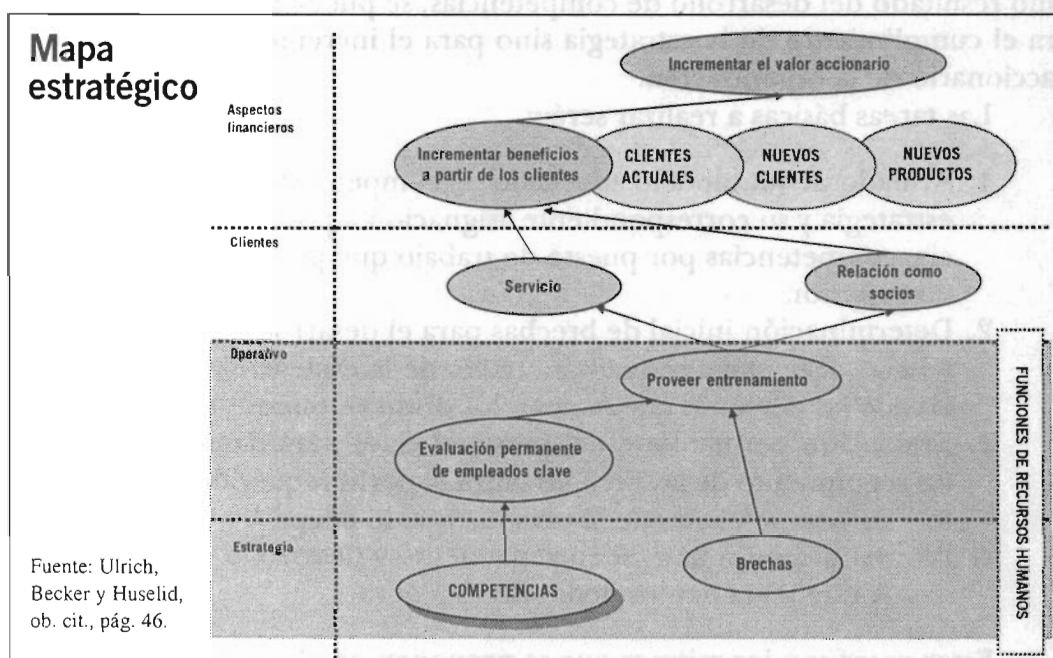 Mapa
estratégico
Aspectos
financieros
Incrementar el valor accionario
Incrementar beneficios
a partir de los clientes
CLIENTES
ACTUALES
NUEVOS
CLIENTES
NUEVOS
PRODUCTOS
Clientes
Servicio
Relación como
socios
Operativo
Proveer entrenamiento
Evaluación permanente
de empleados clave
Estrategia
COMPETENCIAS
Brechas
FUNCIONES DE RECURSOS HUMANOS
Fuente: Ulrich,
Becker y Huselid,
ob. cit., pág. 46.